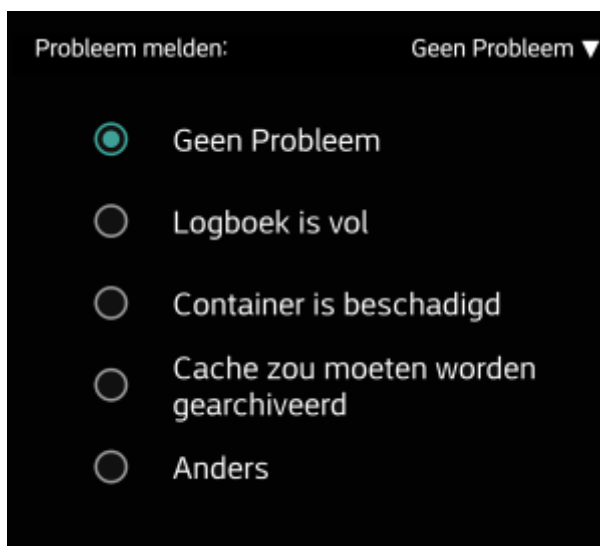 Probleem melden: Geen Probleem ▼
Geen Probleem
Logboek is vol
Container is beschadigd
Cache zou moeten worden
gearchiveerd
Anders